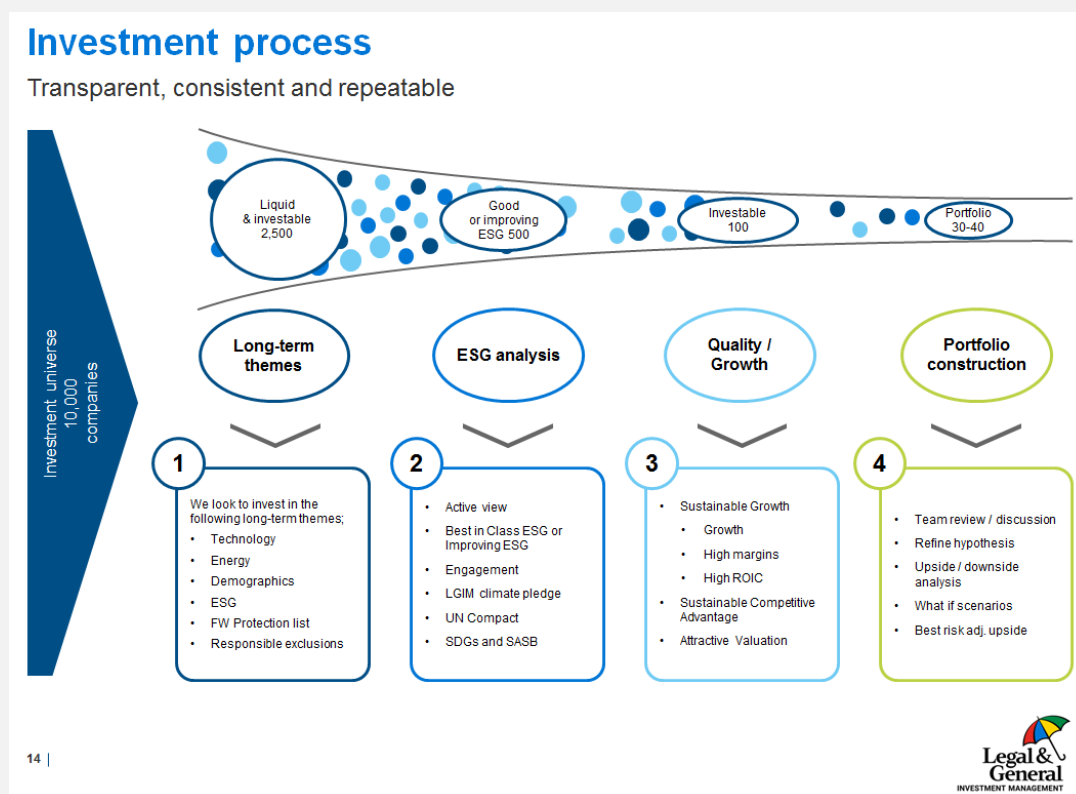 Investment process
Transparent, consistent and repeatable
Investment universe
10,000
companies
Liquid
& investable
2,500
Good
or improving
ESG 500
Investable
100
Portfolio
30-40
Long-term
themes
ESG analysis
Quality /
Growth
Portfolio
construction
1
We look to invest in the
following long-term themes;
• Technology
• Energy
• Demographics
• ESG
• FW Protection list
• Responsible exclusions
2
• Active view
• Best in Class ESG or
Improving ESG
• Engagement
• LGIM climate pledge
• UN Compact
• SDGs and SASB
3
• Sustainable Growth
• Growth
• High margins
• High ROIC
• Sustainable Competitive
Advantage
• Attractive Valuation
4
• Team review / discussion
• Refine hypothesis
• Upside / downside
analysis
• What if scenarios
• Best risk adj. upside
14 |
Legal &
General
INVESTMENT MANAGEMENT